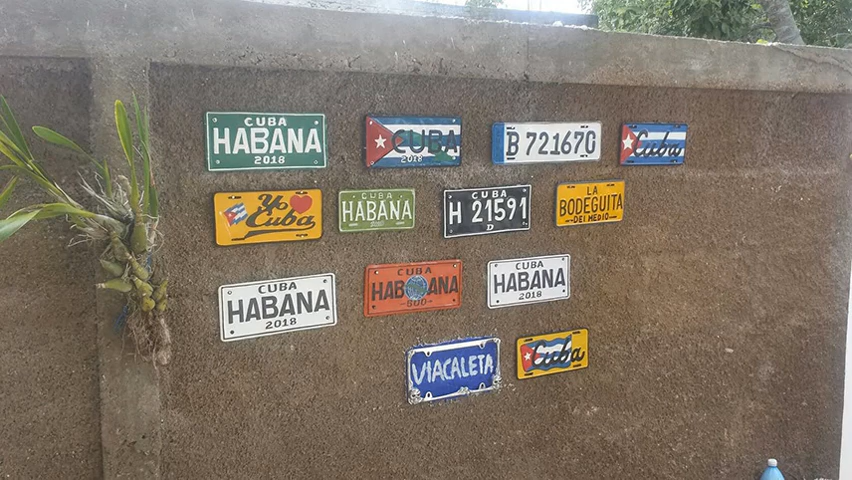 CUBA
HABANA
2018
CUBA
2018
B 721670
Cuba
Yo ❤
Cuba
CUBA
HABANA
CUBA
H 21591
D
LA
BODEGUITA
DEL MEDIO
CUBA
HABANA
2018
CUBA
HABANA
500
CUBA
HABANA
2018
VIACALETA
Cuba